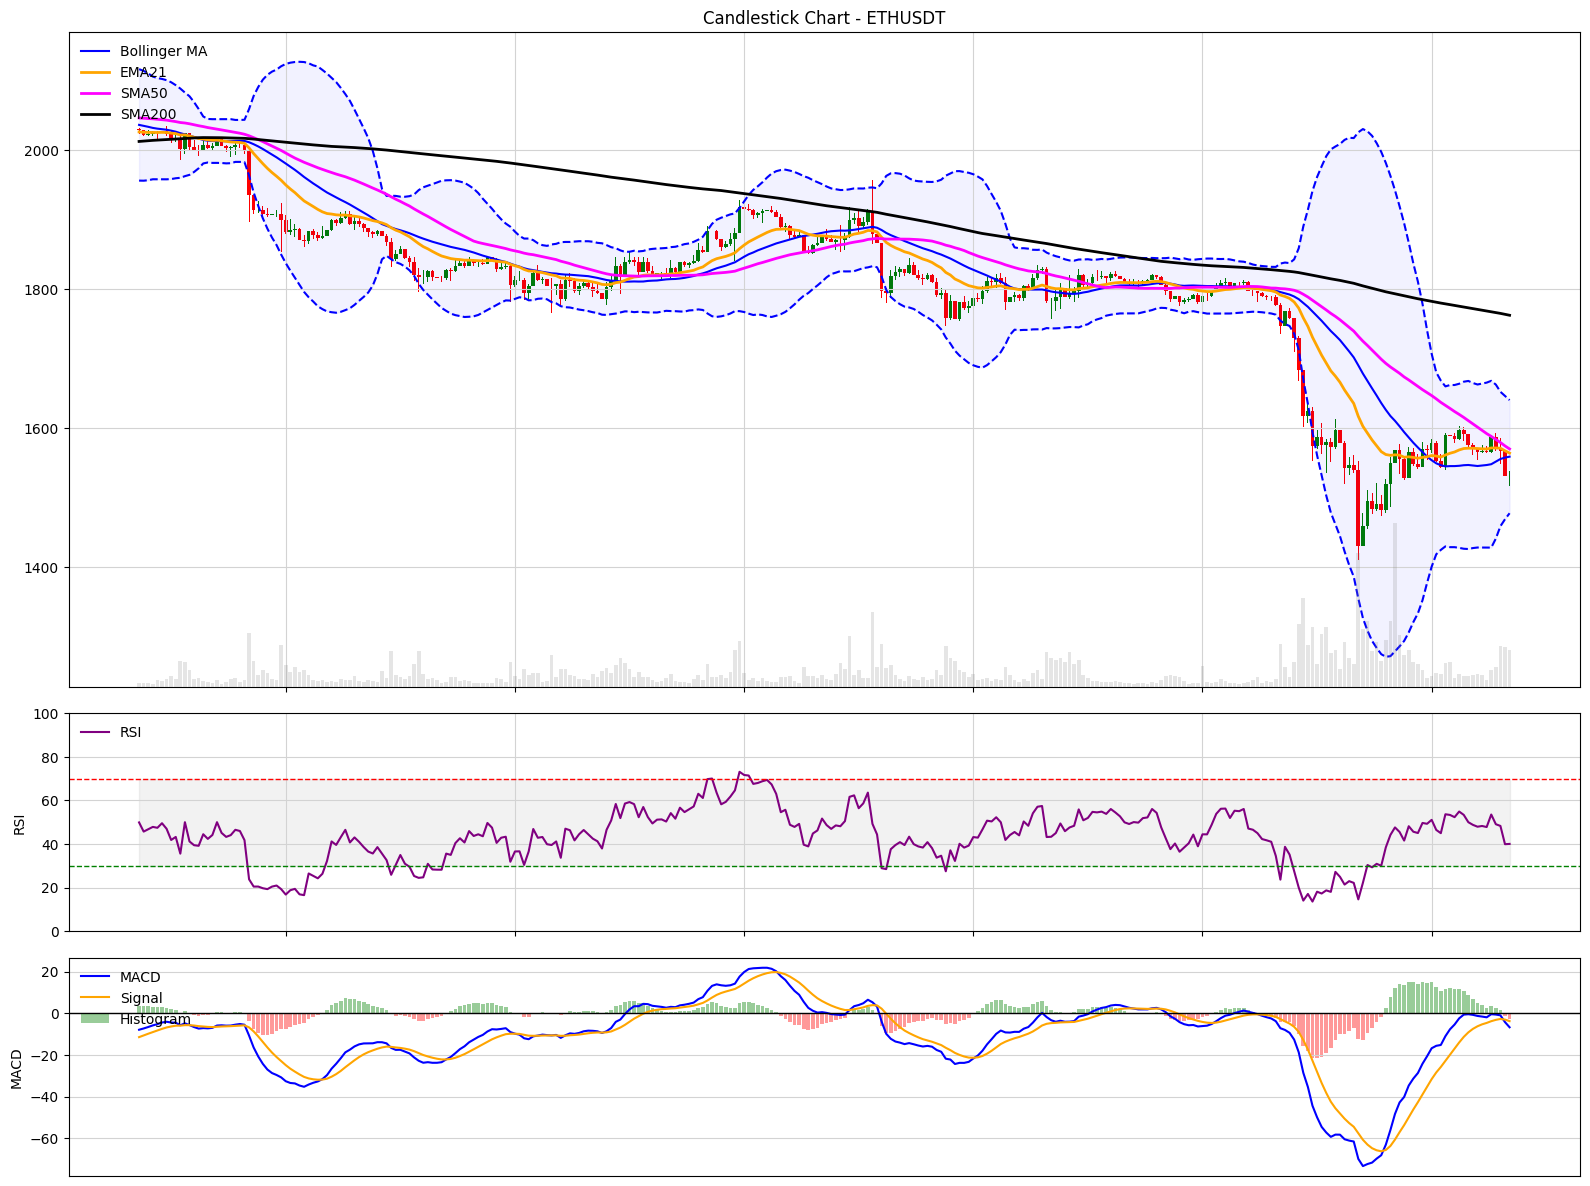 Candlestick Chart - ETHUSDT
Bollinger MA
EMA21
SMA50
SMA200
2000
1800
1600
1400
RSI
RSI
100
80
60
40
20
0
MACD
Signal
Histogram
MACD
20
0
−20
−40
−60